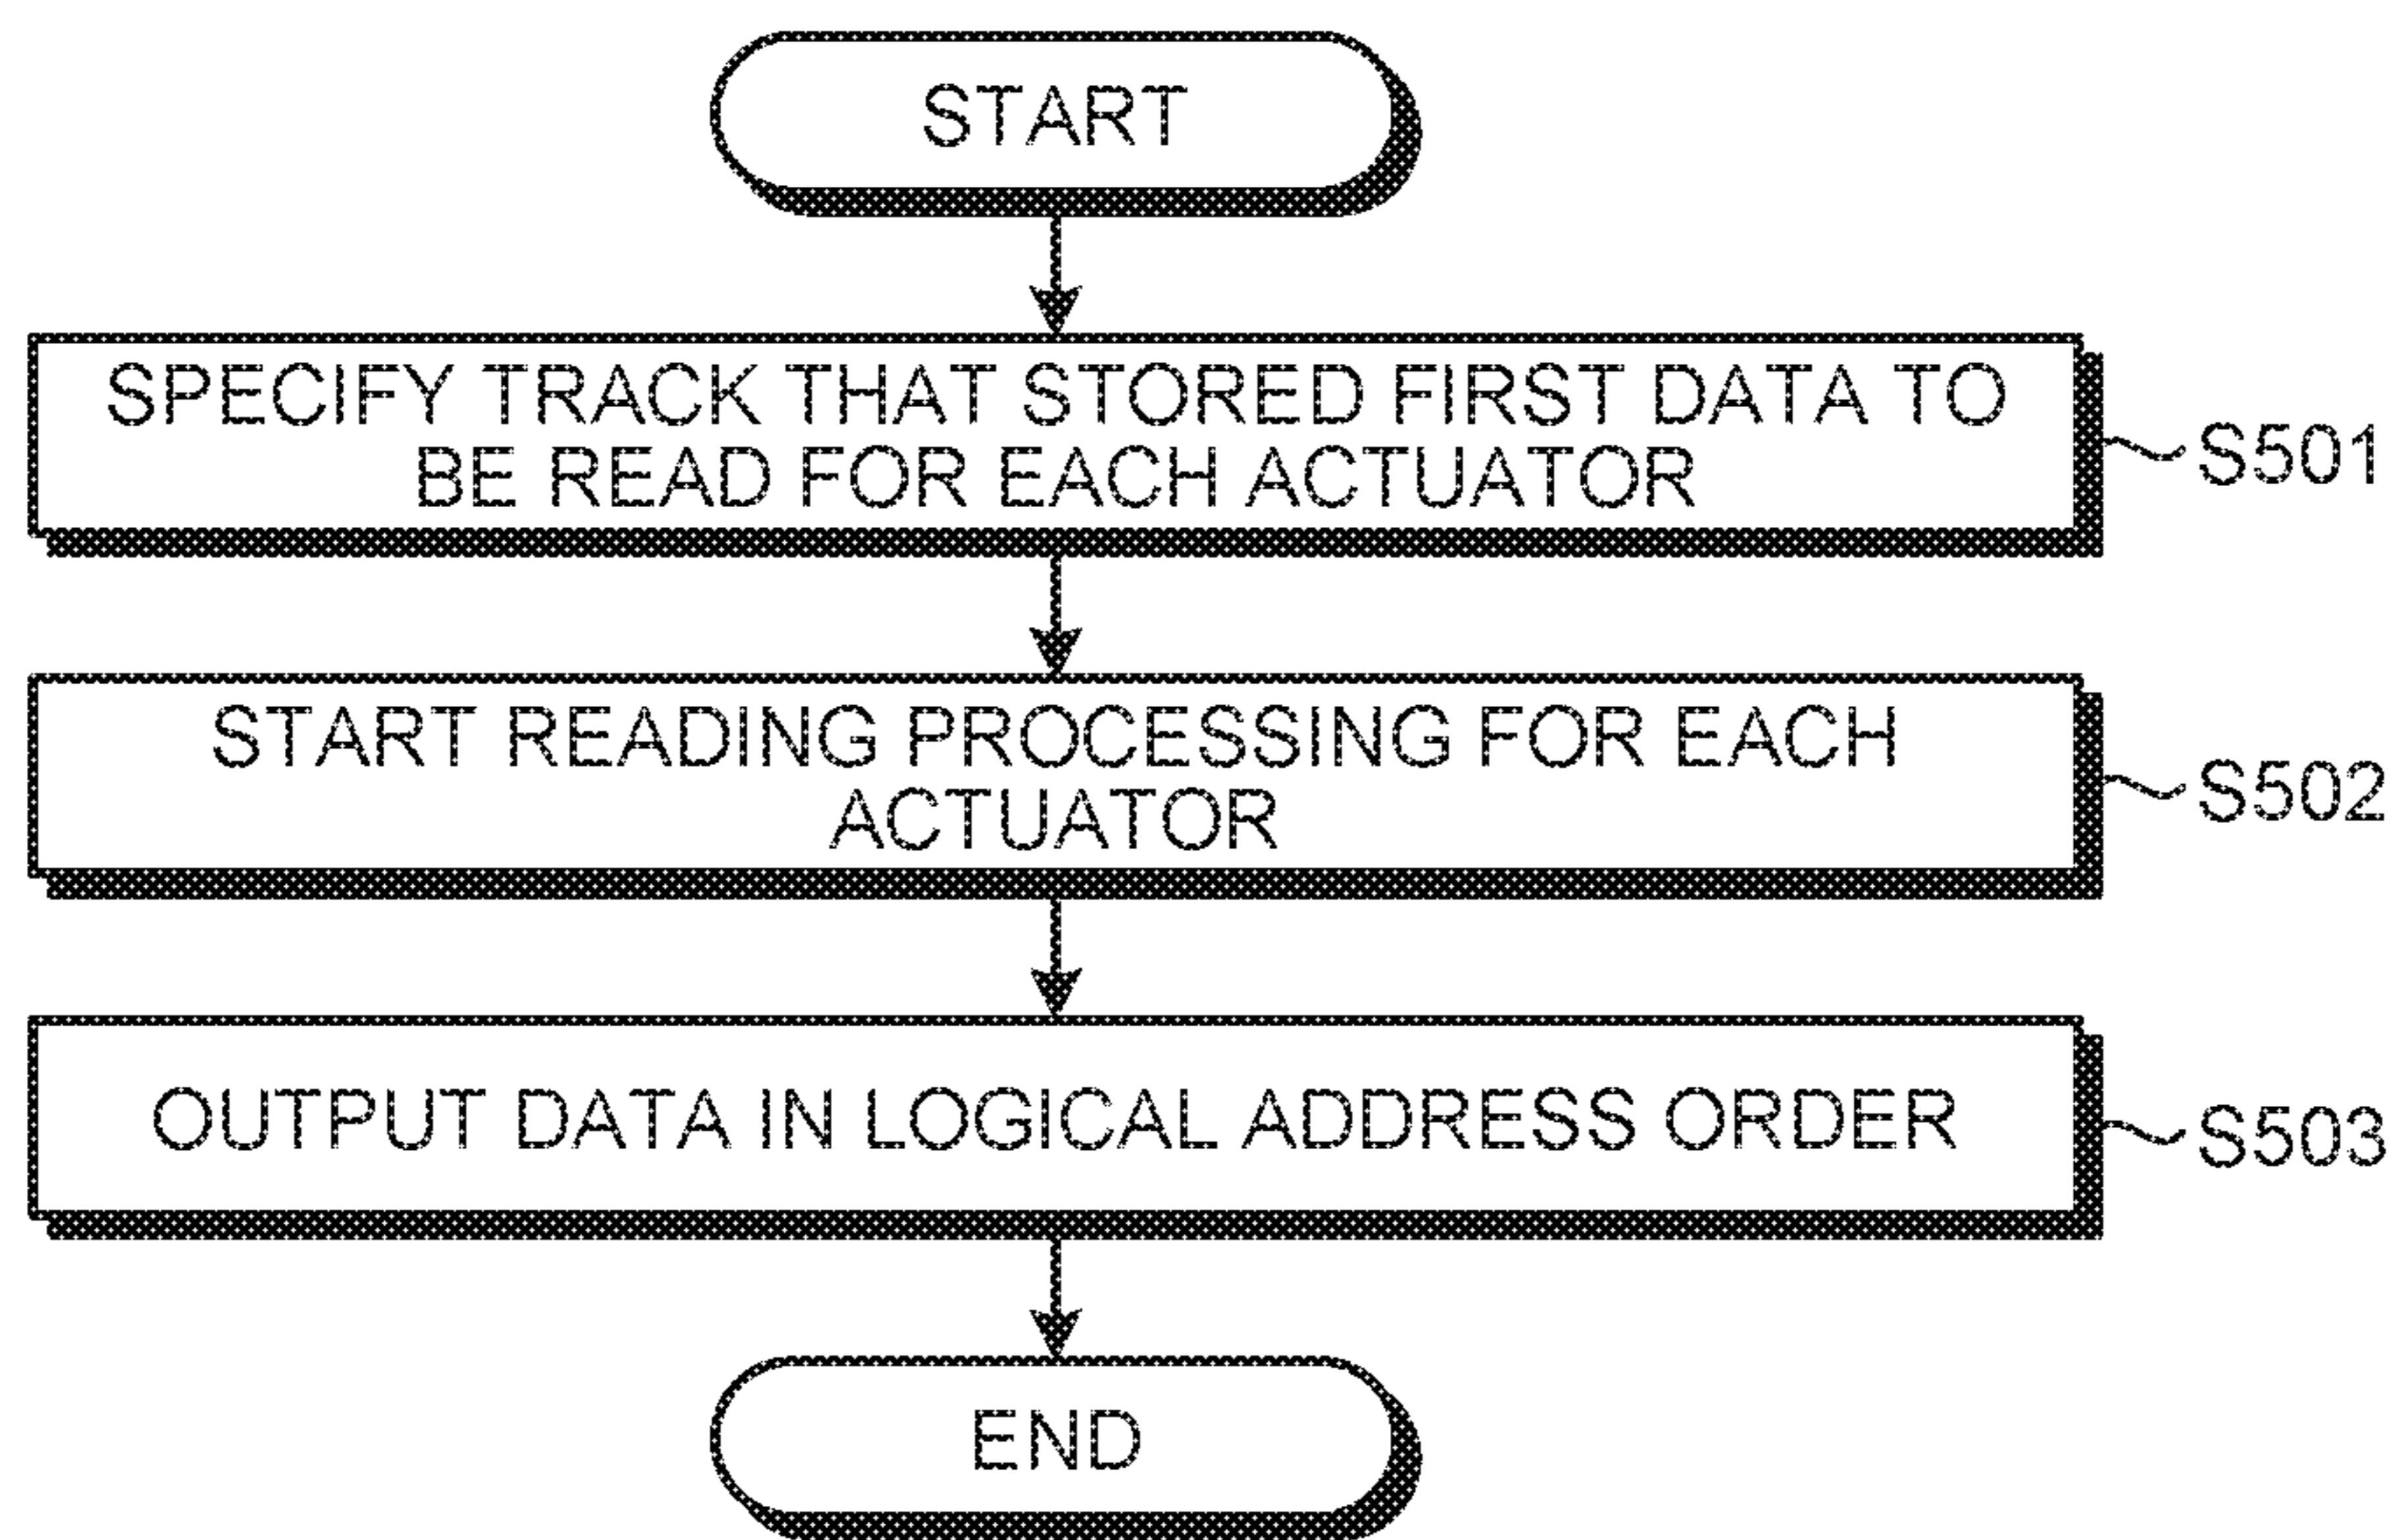 START
SPECIFY TRACK THAT STORED FIRST DATA TO
BE READ FOR EACH ACTUATOR
S501
START READING PROCESSING FOR EACH
ACTUATOR
S502
OUTPUT DATA IN LOGICAL ADDRESS ORDER
S503
END